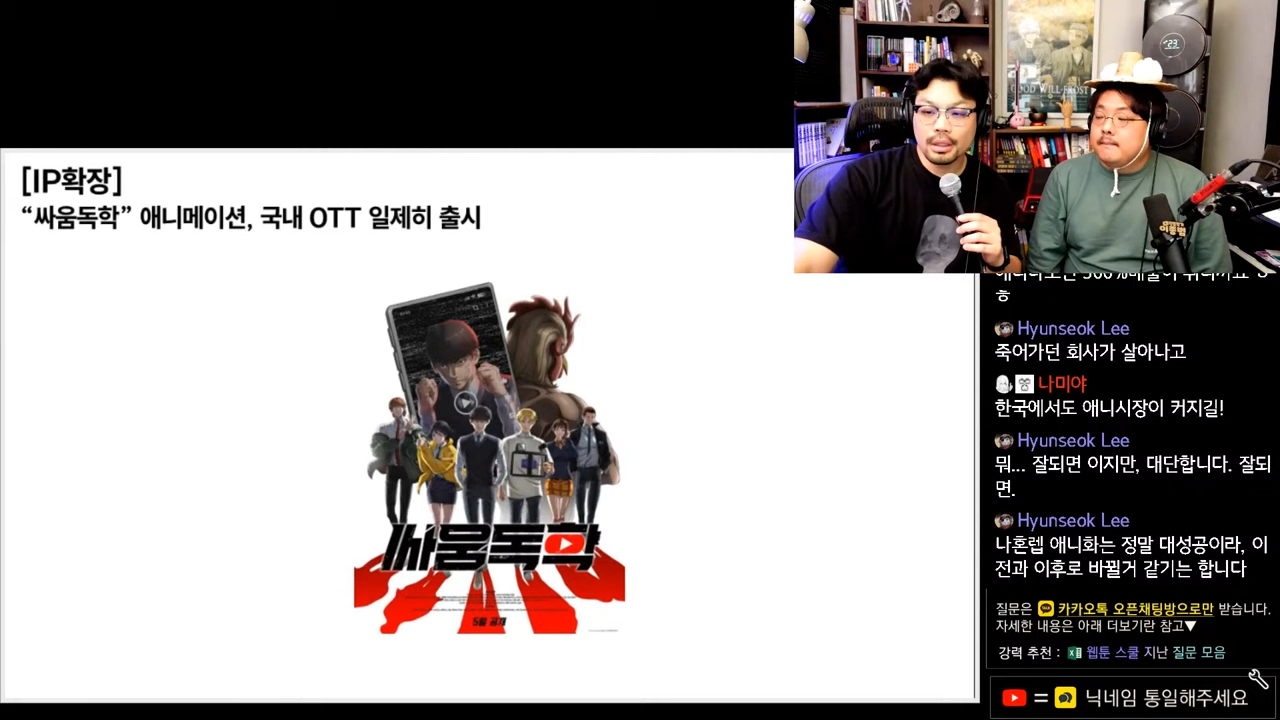 [IP확장]
“싸움독학” 애니메이션, 국내 OTT 일제히 출시
싸움독학
5월 공개
GOOD WILL-FROST
23
이종범
ㅎ
Hyunseok Lee
죽어가던 회사가 살아나고
나미야
한국에서도 애니시장이 커지길!
Hyunseok Lee
뭐... 잘되면 이지만, 대단합니다. 잘되
면.
Hyunseok Lee
나혼렙 애니화는 정말 대성공이라, 이
전과 이후로 바뀔거 같기는 합니다
질문은 카카오톡 오픈채팅방으로만 받습니다.
자세한 내용은 아래 더보기란 참고▼
강력 추천 : 웹툰 스쿨 지난 질문 모음
= 닉네임 통일해주세요